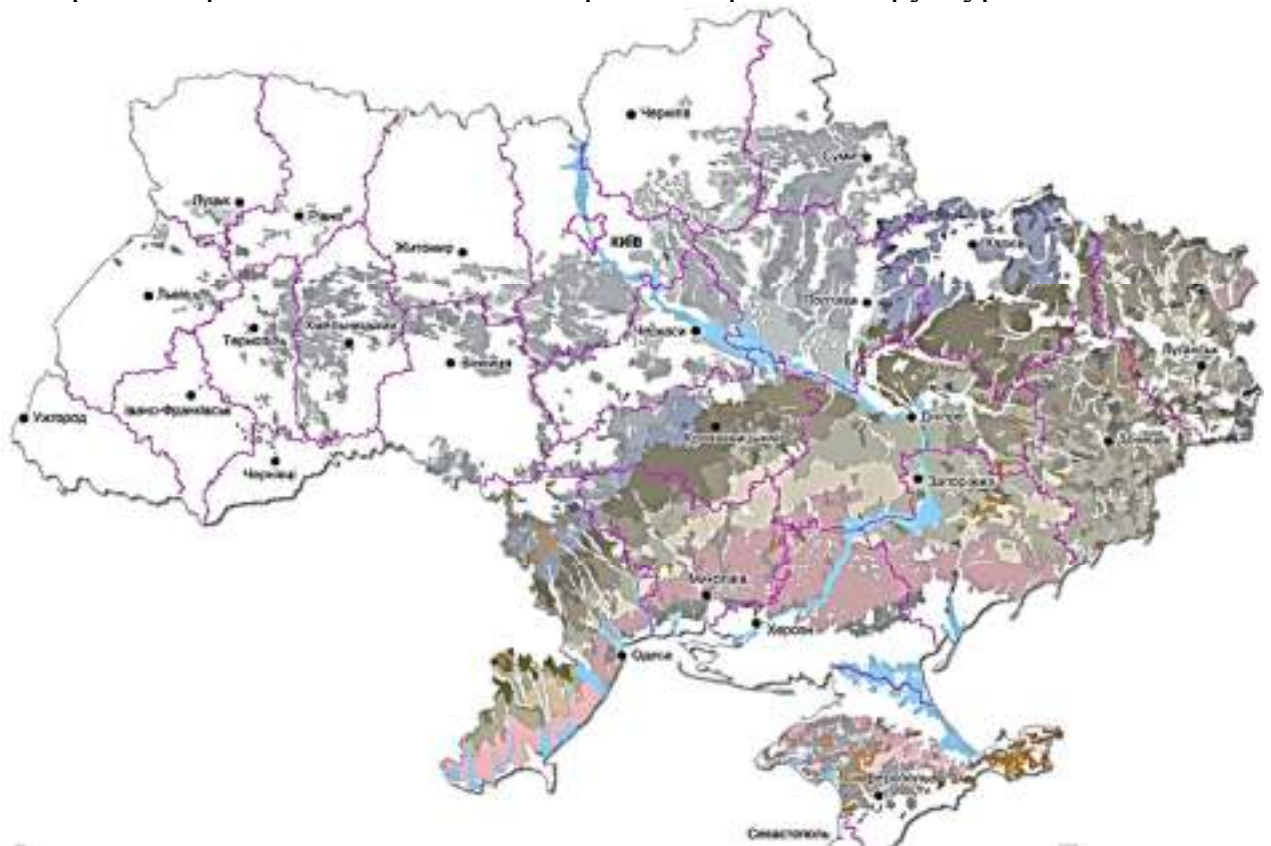 Чернігів
Суми
Луцьк
Рівне
Житомир
КИЇВ
Харків
Львів
Полтава
Тернопіль
Хмельницький
Черкаси
Вінниця
Луганськ
Івано-Франківськ
Ужгород
Дніпро
Кропивницький
Донецьк
Чернівці
Запоріжжя
Миколаїв
Херсон
Одеса
Сімферополь
Севастополь